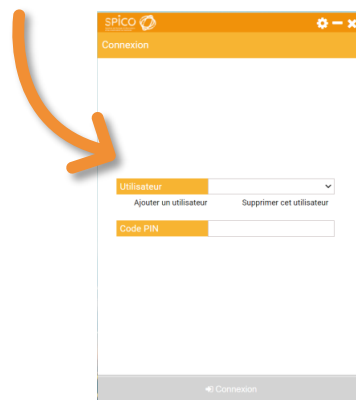 SPiCO
Connexion
Utilisateur
Ajouter un utilisateur Supprimer cet utilisateur
Code PIN
Connexion